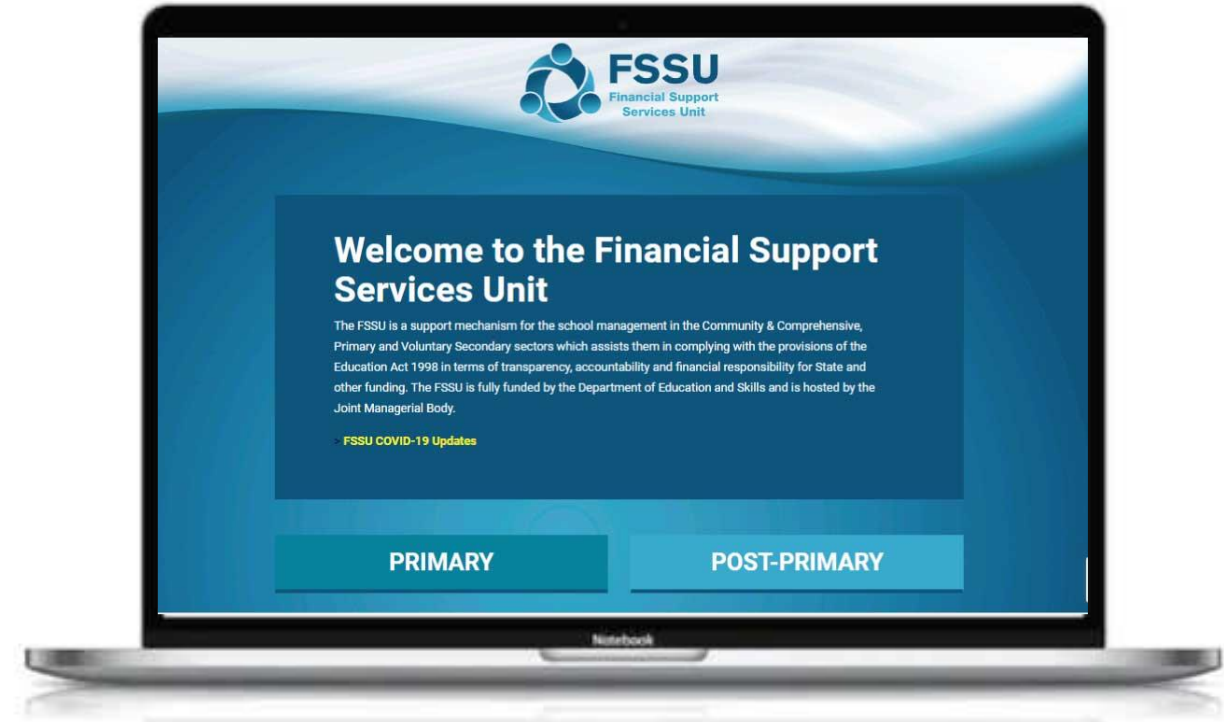 FSSU
Financial Support
Services Unit
Welcome to the Financial Support
Services Unit
The FSSU is a support mechanism for the school management in the Community & Comprehensive,
Primary and Voluntary Secondary sectors which assists them in complying with the provisions of the
Education Act 1998 in terms of transparency, accountability and financial responsibility for State and
other funding. The FSSU is fully funded by the Department of Education and Skills and is hosted by the
Joint Managerial Body.
> FSSU COVID-19 Updates
PRIMARY
POST-PRIMARY
Notebook